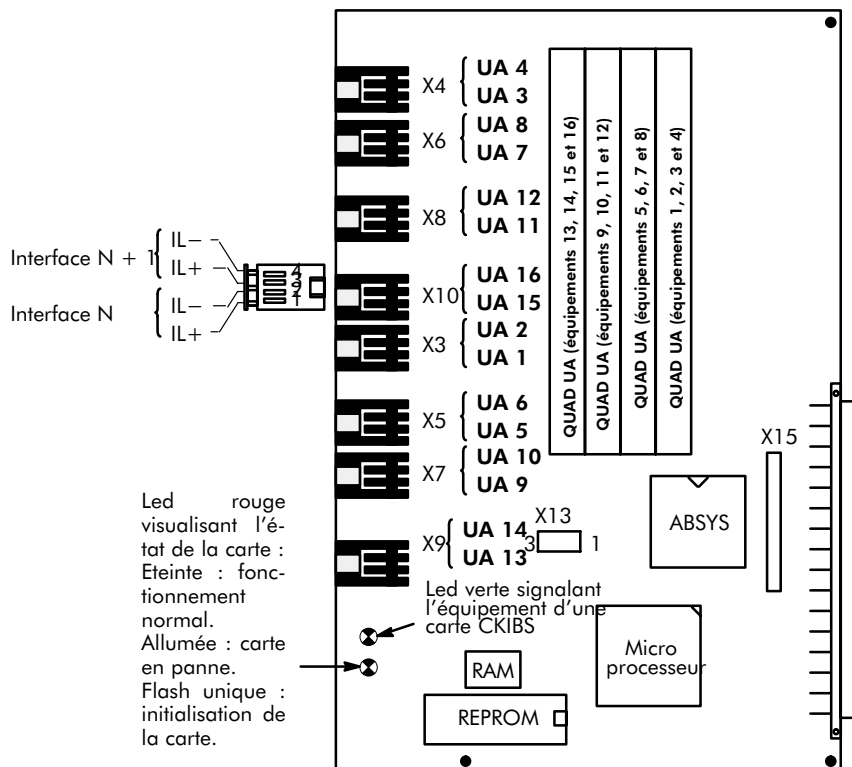 X4
UA 4
UA 3
X6
UA 8
UA 7
X8
UA 12
UA 11
X10
UA 16
UA 15
X3
UA 2
UA 1
X5
UA 6
UA 5
X7
UA 10
UA 9
X9
UA 14
UA 13
Interface N + 1
IL−
IL+
Interface N
IL−
IL+
4
3
2
1
QUAD UA (équipements 13, 14, 15 et 16)
QUAD UA (équipements 9, 10, 11 et 12)
QUAD UA (équipements 5, 6, 7 et 8)
QUAD UA (équipements 1, 2, 3 et 4)
X15
ABSYS
X13
3
1
Led rouge
visualisant l'é-
tat de la carte :
Eteinte : fonc-
tionnement
normal.
Allumée : carte
en panne.
Flash unique :
initialisation de
la carte.
Led verte signalant
l'équipement d'une
carte CKIBS
Micro
processeur
RAM
REPROM